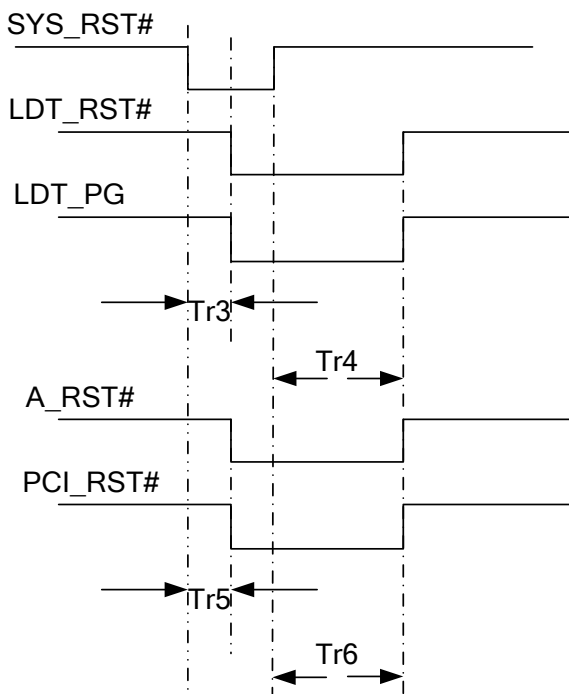 SYS_RST#
LDT_RST#
LDT_PG
Tr3
Tr4
A_RST#
PCI_RST#
Tr5
Tr6